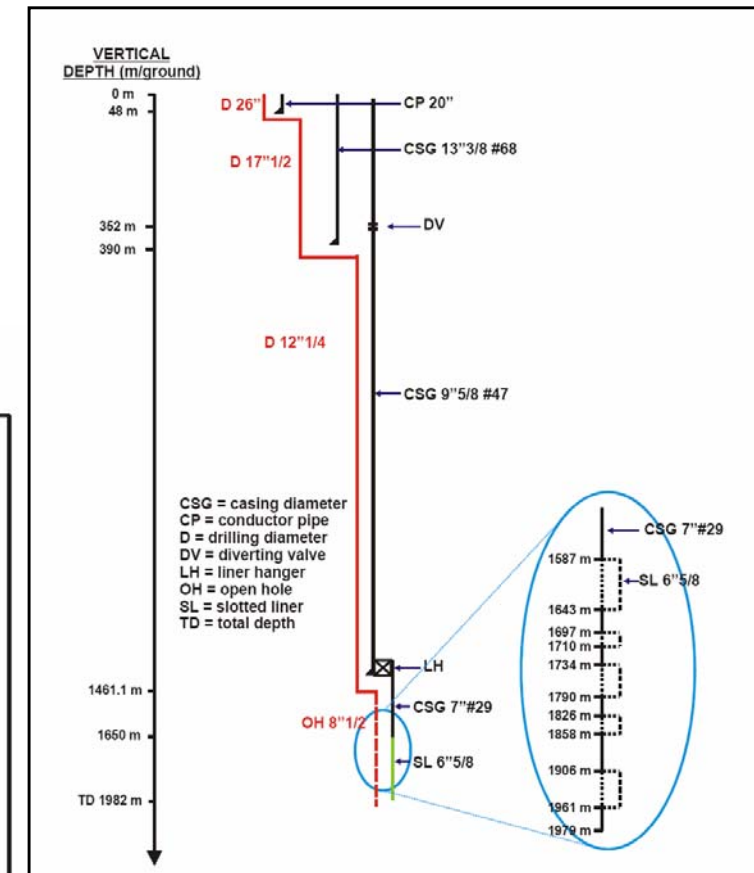 VERTICAL
DEPTH (m/ground)
0 m
48 m
352 m
390 m
1461.1 m
1650 m
TD 1982 m
D 26”
D 17”1/2
D 12”1/4
OH 8”1/2
CP 20”
CSG 13”3/8 #68
DV
CSG 9”5/8 #47
LH
CSG 7”#29
SL 6”5/8
CSG = casing diameter
CP = conductor pipe
D = drilling diameter
DV = diverting valve
LH = liner hanger
OH = open hole
SL = slotted liner
TD = total depth
CSG 7”#29
1587 m
SL 6”5/8
1643 m
1697 m
1710 m
1734 m
1790 m
1826 m
1858 m
1906 m
1961 m
1979 m